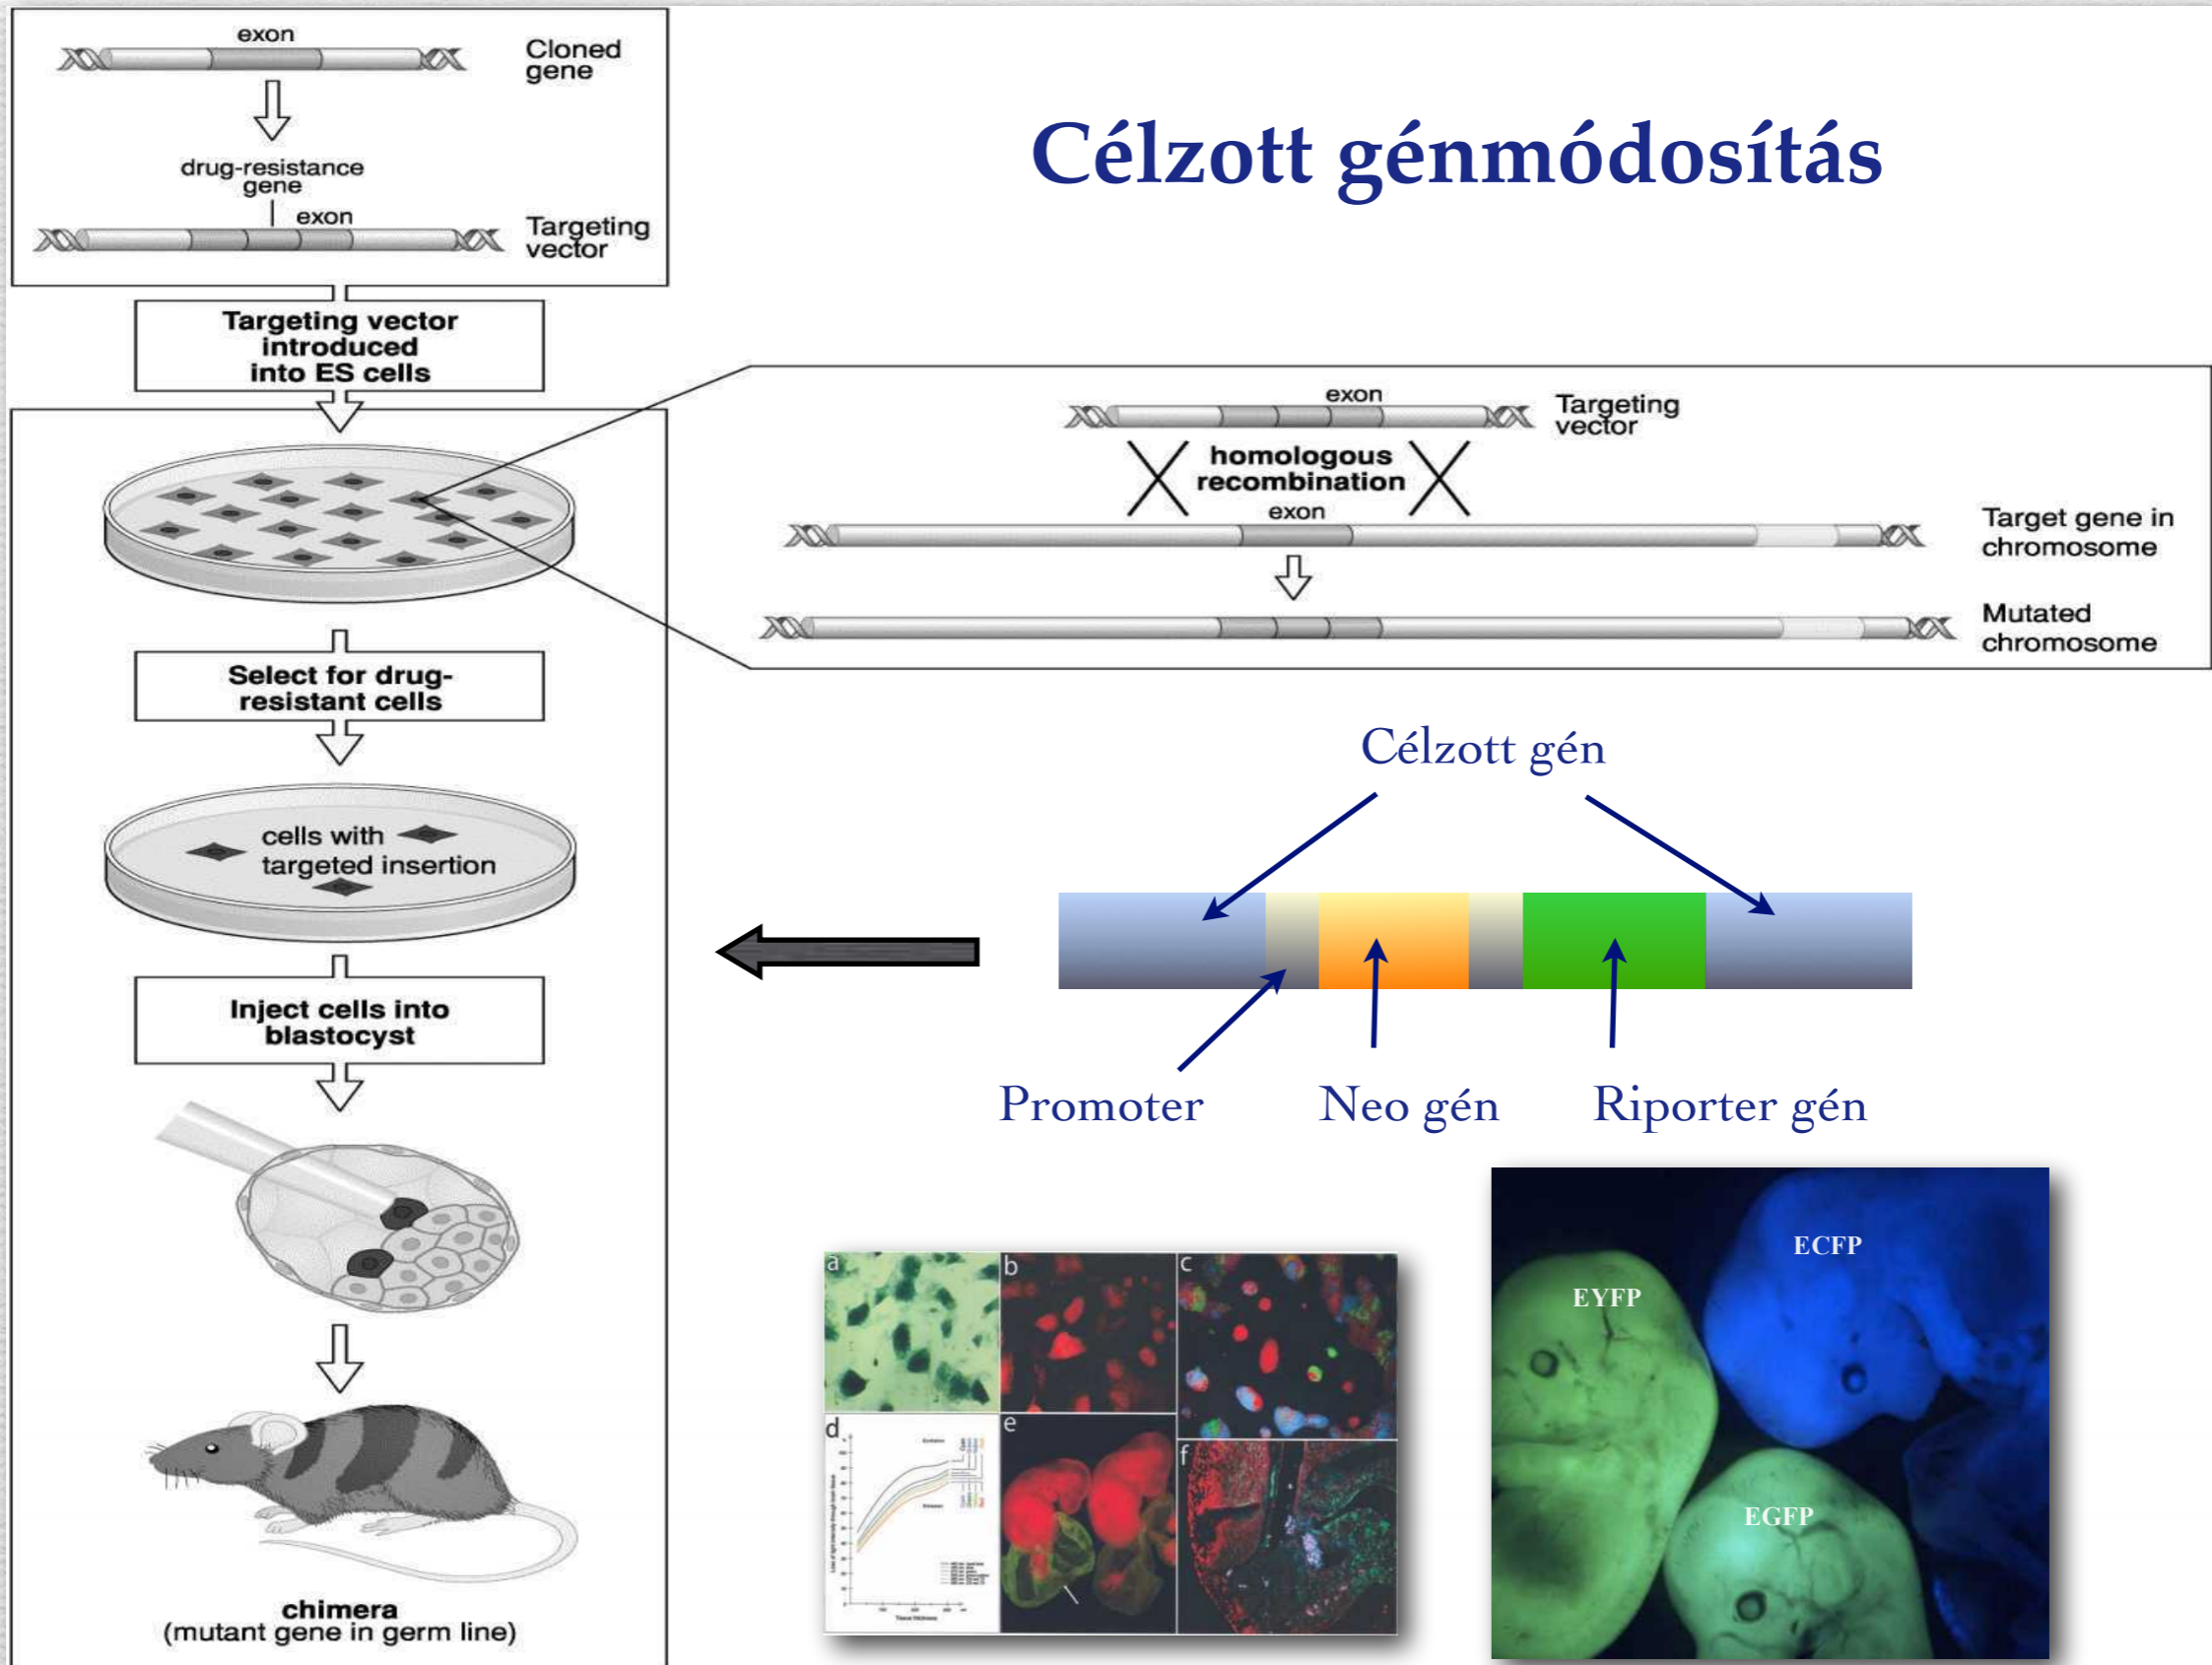 Célzott génmódosítás
exon
Cloned
gene
drug-resistance
gene
exon
Targeting
vector
Targeting vector
introduced
into ES cells
exon
Targeting
vector
homologous
recombination
exon
Target gene in
chromosome
Mutated
chromosome
Select for drug-
resistant cells
cells with
targeted insertion
Inject cells into
blastocyst
chimera
(mutant gene in germ line)
Célzott gén
Promoter
Neo gén
Riporter gén
a
b
c
d
e
f
EYFP
ECFP
EGFP